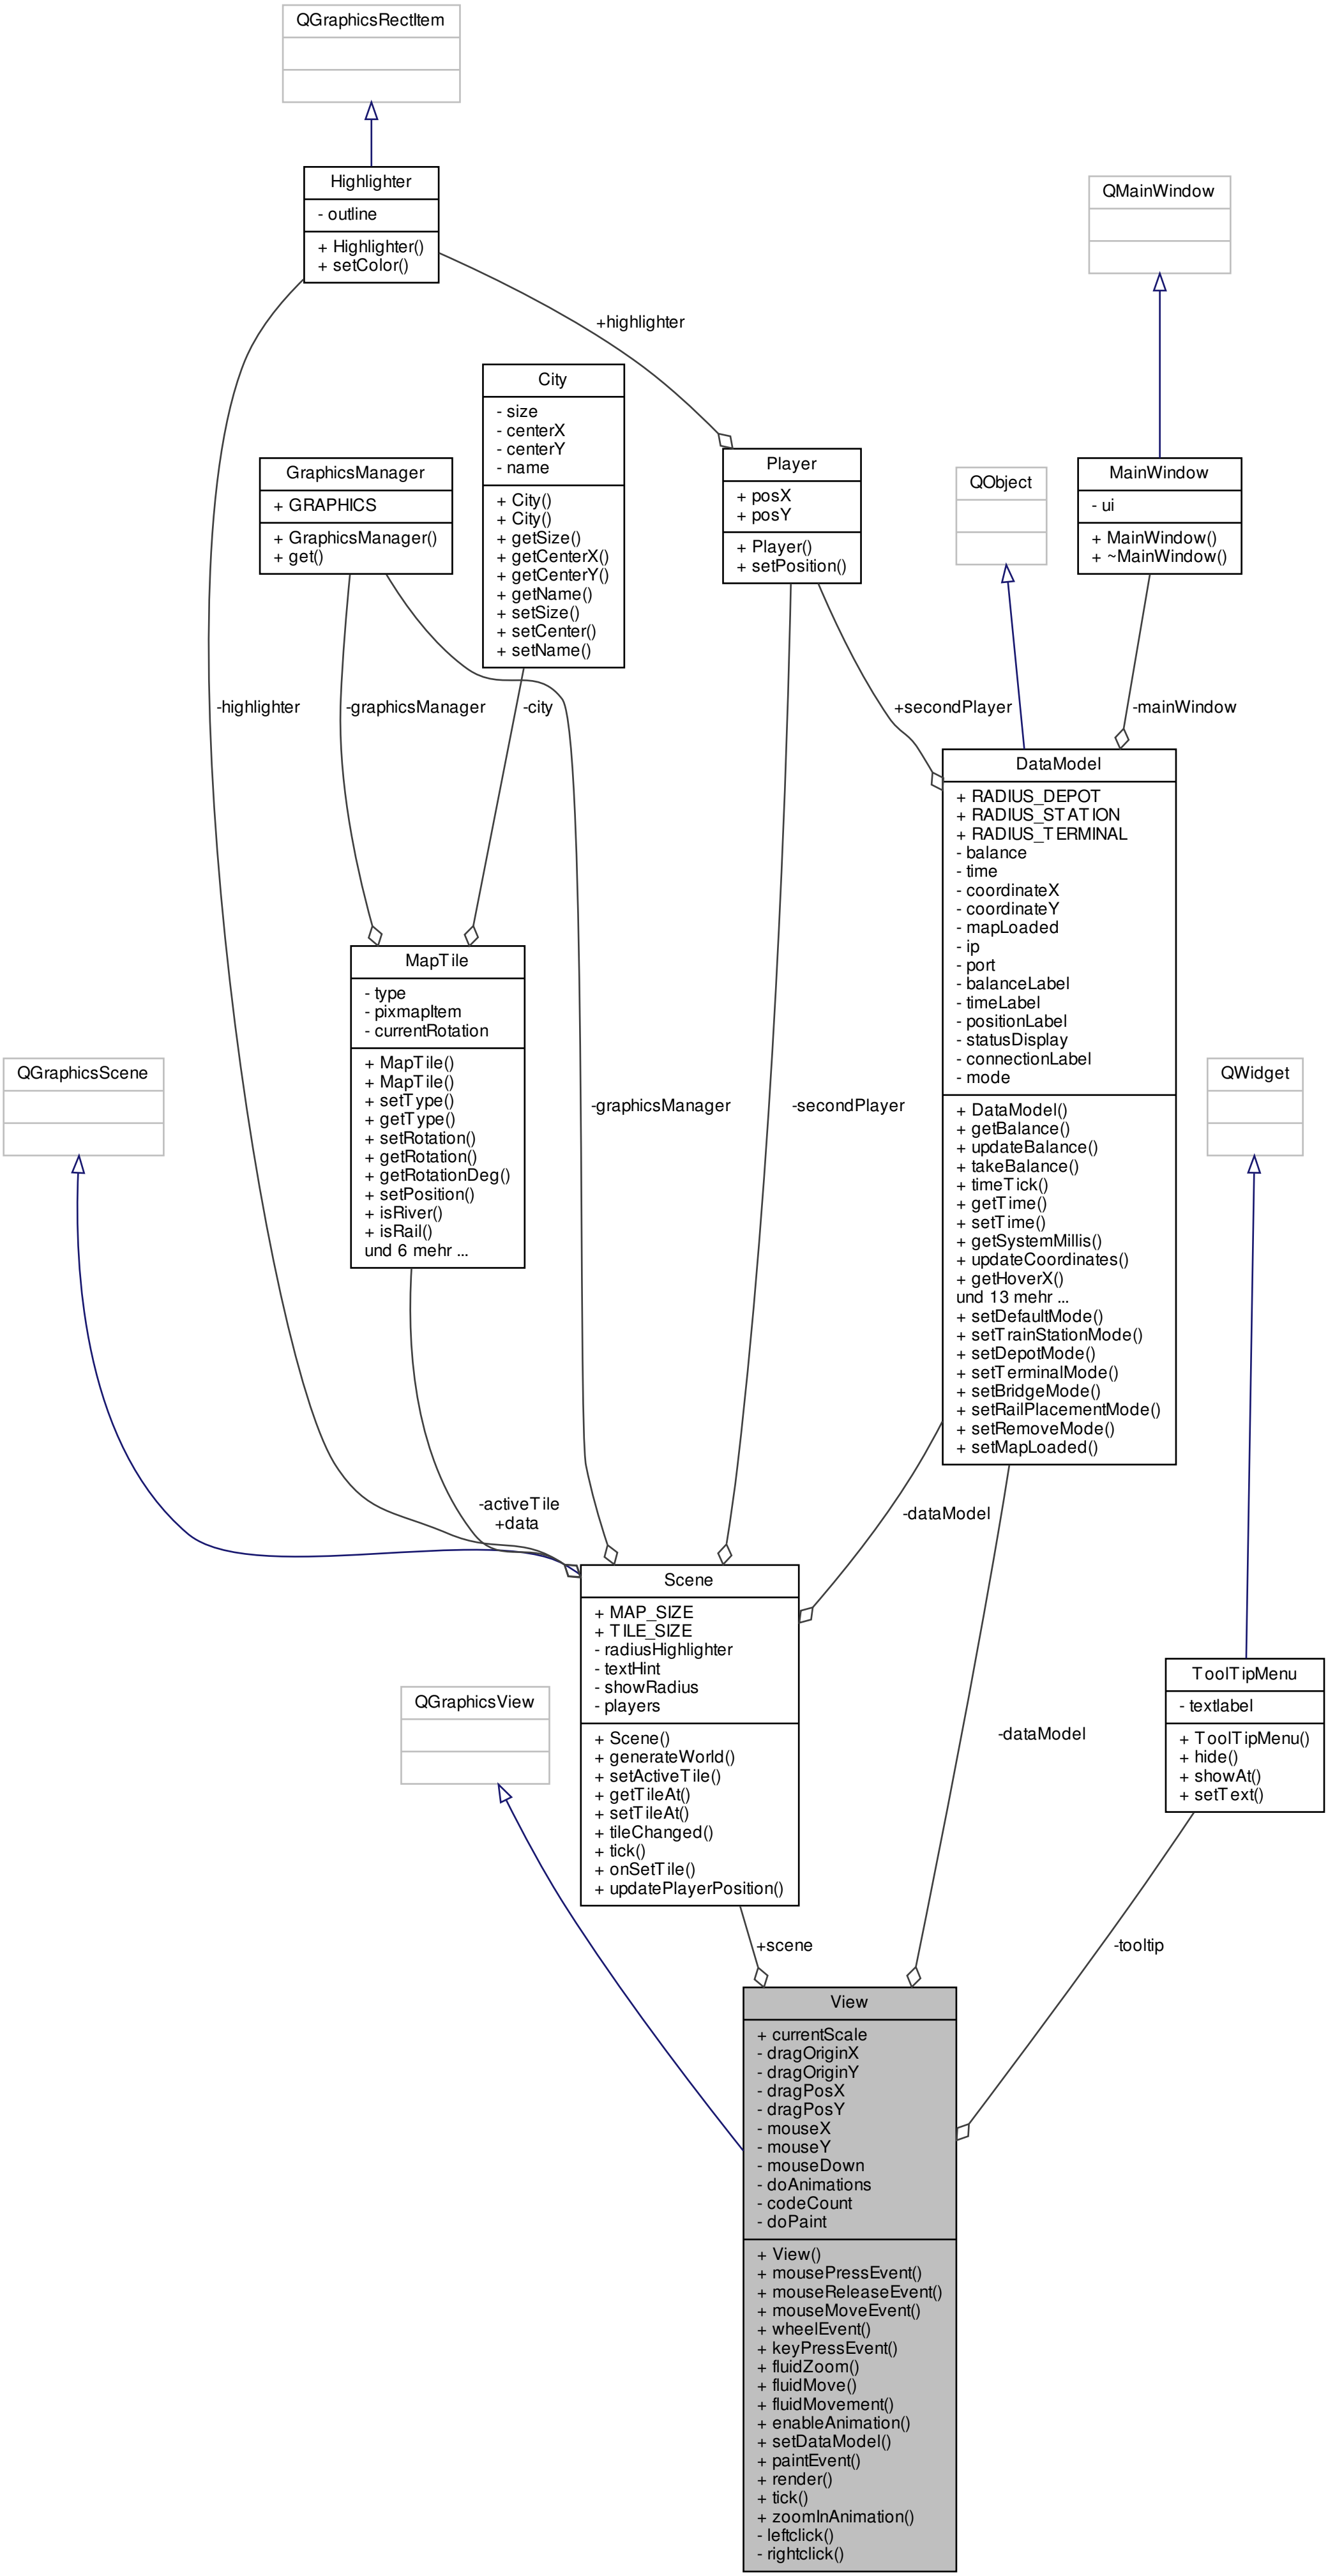 QGraphicsRectItem
Highlighter
- outline
+ Highlighter()
+ setColor()
QMainWindow
+highlighter
City
- size
- centerX
- centerY
- name
+ City()
+ City()
+ getSize()
+ getCenterX()
+ getCenterY()
+ getName()
+ setSize()
+ setCenter()
+ setName()
GraphicsManager
+ GRAPHICS
+ GraphicsManager()
+ get()
Player
+ posX
+ posY
+ Player()
+ setPosition()
QObject
MainWindow
- ui
+ MainWindow()
+ ~MainWindow()
-highlighter
-graphicsManager
-city
+secondPlayer
-mainWindow
DataModel
+ RADIUS_DEPOT
+ RADIUS_STATION
+ RADIUS_TERMINAL
- balance
- time
- coordinateX
- coordinateY
- mapLoaded
- ip
- port
- balanceLabel
- timeLabel
- positionLabel
- statusDisplay
- connectionLabel
- mode
+ DataModel()
+ getBalance()
+ updateBalance()
+ takeBalance()
+ timeTick()
+ getTime()
+ setTime()
+ getSystemMillis()
+ updateCoordinates()
+ getHoverX()
und 13 mehr ...
+ setDefaultMode()
+ setTrainStationMode()
+ setDepotMode()
+ setTerminalMode()
+ setBridgeMode()
+ setRailPlacementMode()
+ setRemoveMode()
+ setMapLoaded()
MapTile
- type
- pixmapItem
- currentRotation
+ MapTile()
+ MapTile()
+ setType()
+ getType()
+ setRotation()
+ getRotation()
+ getRotationDeg()
+ setPosition()
+ isRiver()
+ isRail()
und 6 mehr ...
QGraphicsScene
-graphicsManager
-secondPlayer
QWidget
-activeTile
+data
-dataModel
Scene
+ MAP_SIZE
+ TILE_SIZE
- radiusHighlighter
- textHint
- showRadius
- players
+ Scene()
+ generateWorld()
+ setActiveTile()
+ getTileAt()
+ setTileAt()
+ tileChanged()
+ tick()
+ onSetTile()
+ updatePlayerPosition()
QGraphicsView
-dataModel
ToolTipMenu
- textlabel
+ ToolTipMenu()
+ hide()
+ showAt()
+ setText()
+scene
-tooltip
View
+ currentScale
- dragOriginX
- dragOriginY
- dragPosX
- dragPosY
- mouseX
- mouseY
- mouseDown
- doAnimations
- codeCount
- doPaint
+ View()
+ mousePressEvent()
+ mouseReleaseEvent()
+ mouseMoveEvent()
+ wheelEvent()
+ keyPressEvent()
+ fluidZoom()
+ fluidMove()
+ fluidMovement()
+ enableAnimation()
+ setDataModel()
+ paintEvent()
+ render()
+ tick()
+ zoomInAnimation()
- leftclick()
- rightclick()